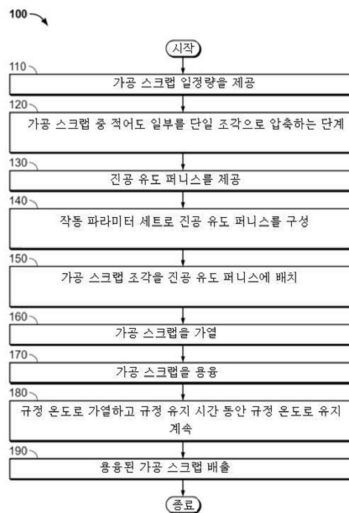 100
시작
110
가공 스크랩 일정량을 제공
120
가공 스크랩 중 적어도 일부를 단일 조각으로 압축하는 단계
130
진공 유도 퍼니스를 제공
140
작동 파라미터 세트로 진공 유도 퍼니스를 구성
150
가공 스크랩 조각을 진공 유도 퍼니스에 배치
160
가공 스크랩을 가열
170
가공 스크랩을 용융
180
규정 온도로 가열하고 규정 유지 시간 동안 규정 온도로 유지
계속
190
용융된 가공 스크랩 배출
종료